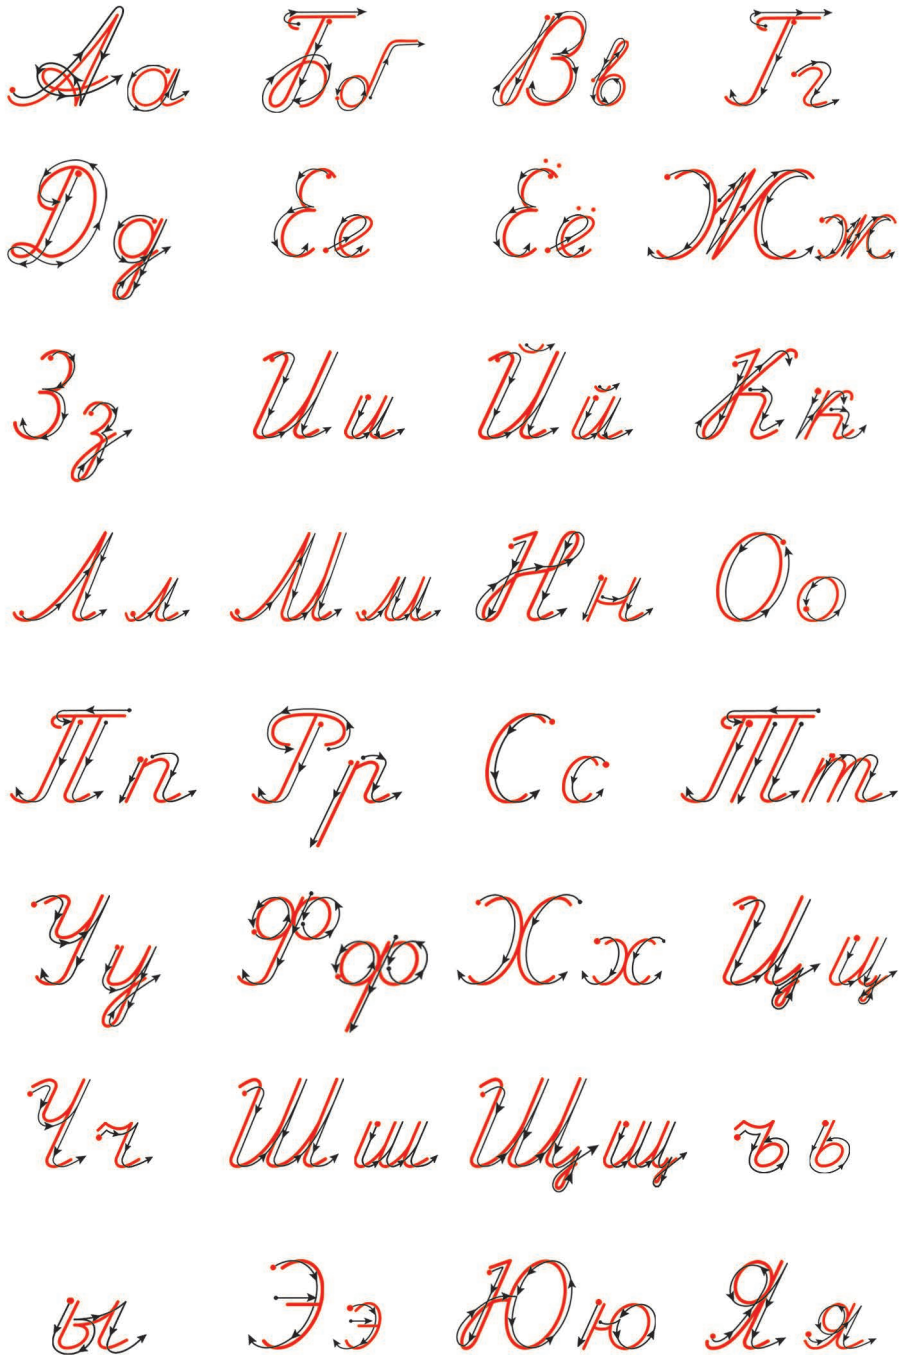 Аа Бб Вв Гг
Дд Ее Ёё Жж
Зз Ии Йй Кк
Лл Мм Нн Оо
Пп Рр Сс Тт
Уу Фф Хх Цц
Чч Шш Щщ ъ ь
ы Ээ Юю Яя